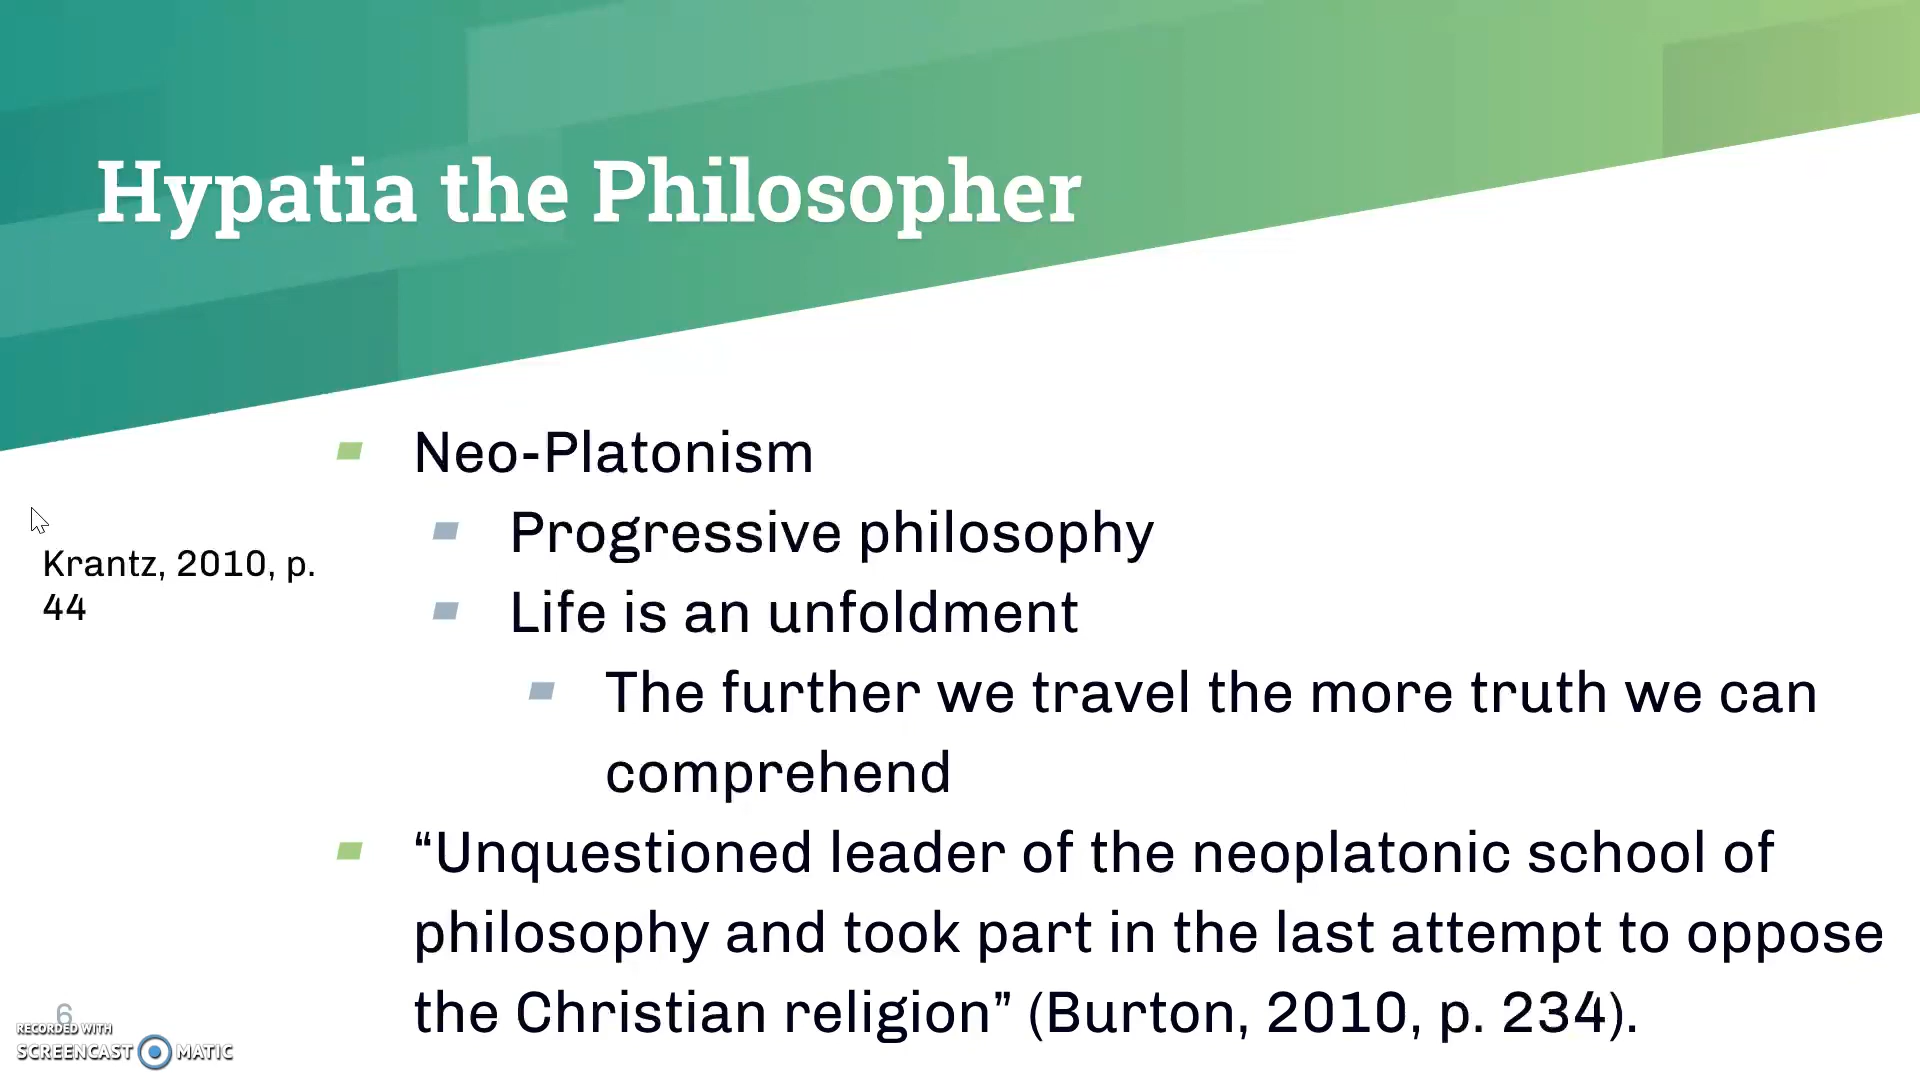 Hypatia the Philosopher
Neo-Platonism
Progressive philosophy
Krantz, 2010, p.
44
Life is an unfoldment
The further we travel the more truth we can
comprehend
“Unquestioned leader of the neoplatonic school of
philosophy and took part in the last attempt to oppose
the Christian religion” (Burton, 2010, p. 234).
6
RECORDED WITH
SCREENCAST MATIC